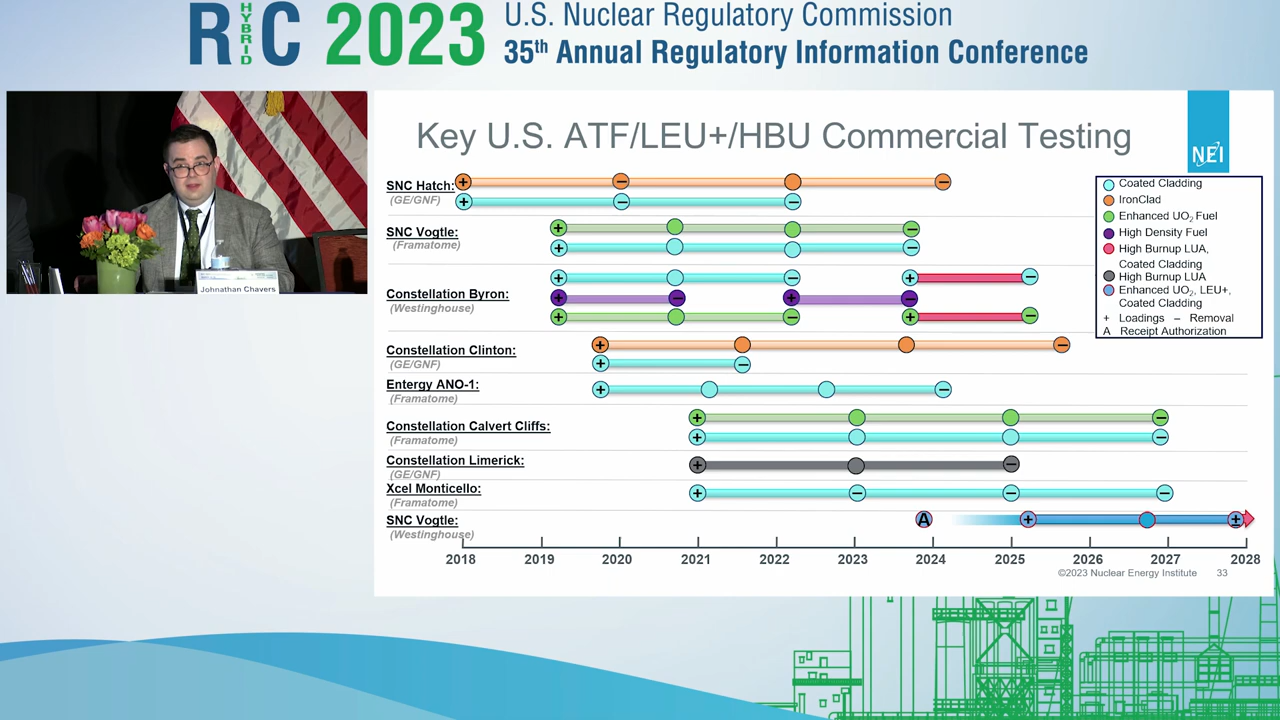 RIC 2023
HYBRID
U.S. Nuclear Regulatory Commission
35th Annual Regulatory Information Conference
Johnathan Chavers
Key U.S. ATF/LEU+/HBU Commercial Testing
NEI
SNC Hatch:
(GE/GNF)
SNC Vogtle:
(Framatome)
Constellation Byron:
(Westinghouse)
Constellation Clinton:
(GE/GNF)
Entergy ANO-1:
(Framatome)
Constellation Calvert Cliffs:
(Framatome)
Constellation Limerick:
(GE/GNF)
Xcel Monticello:
(Framatome)
SNC Vogtle:
(Westinghouse)
A
Coated Cladding
IronClad
Enhanced UO₂ Fuel
High Density Fuel
High Burnup LUA,
Coated Cladding
High Burnup LUA
Enhanced UO₂, LEU+,
Coated Cladding
+ Loadings – Removal
A Receipt Authorization
2018 2019 2020 2021 2022 2023 2024 2025 2026 2027 2028
©2023 Nuclear Energy Institute 33